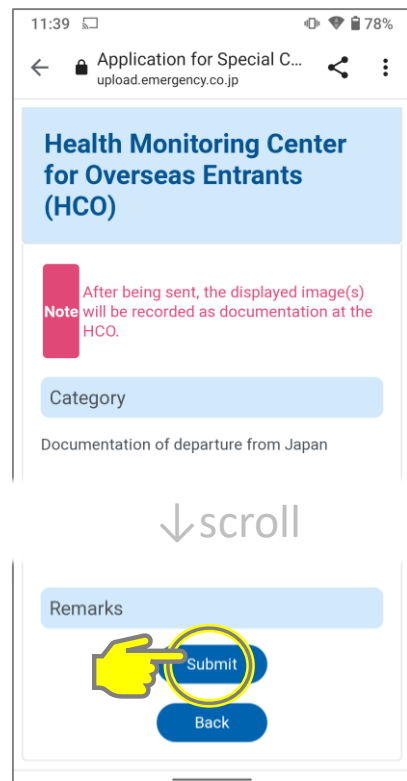 11:39 78%
Application for Special C...
upload.emergency.co.jp
Health Monitoring Center
for Overseas Entrants
(HCO)
After being sent, the displayed image(s)
Note will be recorded as documentation at the
HCO.
Category
Documentation of departure from Japan
↓scroll
Remarks
Submit
Back